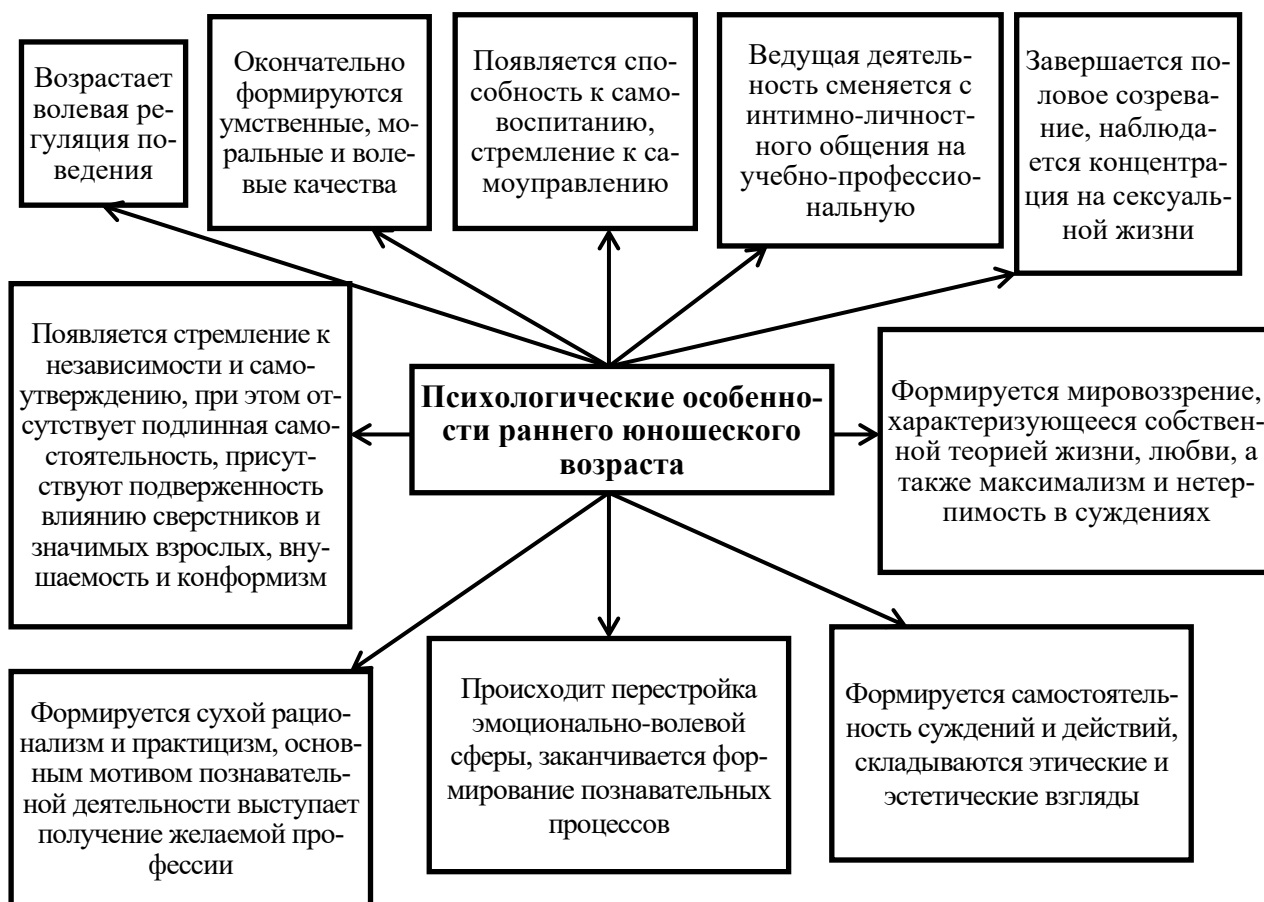 Возрастает
волевая ре-
гуляция по-
ведения
Окончательно
формируются
умственные, мо-
ральные и воле-
вые качества
Появляется спо-
собность к само-
воспитанию,
стремление к са-
моуправлению
Ведущая деятель-
ность сменяется с
интимно-личност-
ного общения на
учебно-профессио-
нальную
Завершается по-
ловое созрева-
ние, наблюда-
ется концентра-
ция на сексуаль-
ной жизни
Появляется стремление к
независимости и само-
утверждению, при этом от-
сутствует подлинная само-
стоятельность, присут-
ствуют подверженность
влиянию сверстников и
значимых взрослых, вну-
шаемость и конформизм
Психологические особенно-
сти раннего юношеского
возраста
Формируется мировоззрение,
характеризующееся собствен-
ной теорией жизни, любви, а
также максимализм и нетер-
пимость в суждениях
Формируется сухой рацио-
нализм и практицизм, основ-
ным мотивом познаватель-
ной деятельности выступает
получение желаемой про-
фессии
Происходит перестройка
эмоционально-волевой
сферы, заканчивается фор-
мирование познавательных
процессов
Формируется самостоятель-
ность суждений и действий,
складываются этические и
эстетические взгляды